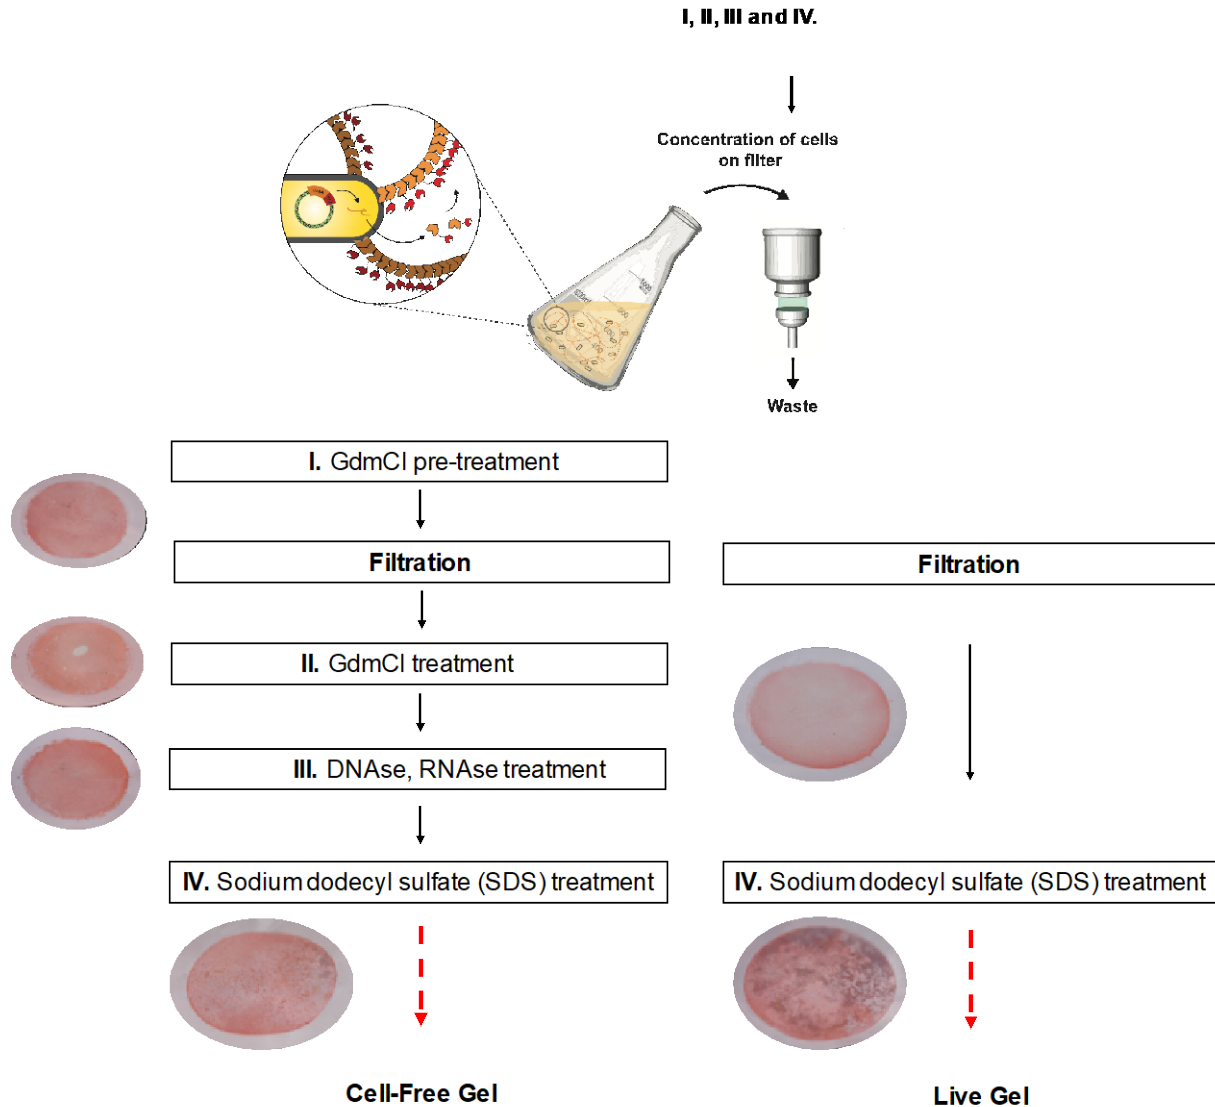 I, II, III and IV.
Concentration of cells
on filter
Waste
I. GdmCl pre-treatment
Filtration
II. GdmCl treatment
III. DNAse, RNAse treatment
IV. Sodium dodecyl sulfate (SDS) treatment
Cell-Free Gel
Filtration
IV. Sodium dodecyl sulfate (SDS) treatment
Live Gel